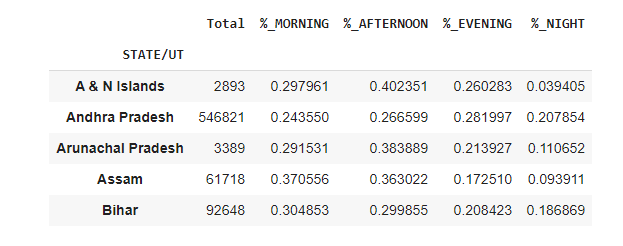 Total %_MORNING %_AFTERNOON %_EVENING %_NIGHT
STATE/UT
A & N Islands 2893 0.297961 0.402351 0.260283 0.039405
Andhra Pradesh 546821 0.243550 0.266599 0.281997 0.207854
Arunachal Pradesh 3389 0.291531 0.383889 0.213927 0.110652
Assam 61718 0.370556 0.363022 0.172510 0.093911
Bihar 92648 0.304853 0.299855 0.208423 0.186869